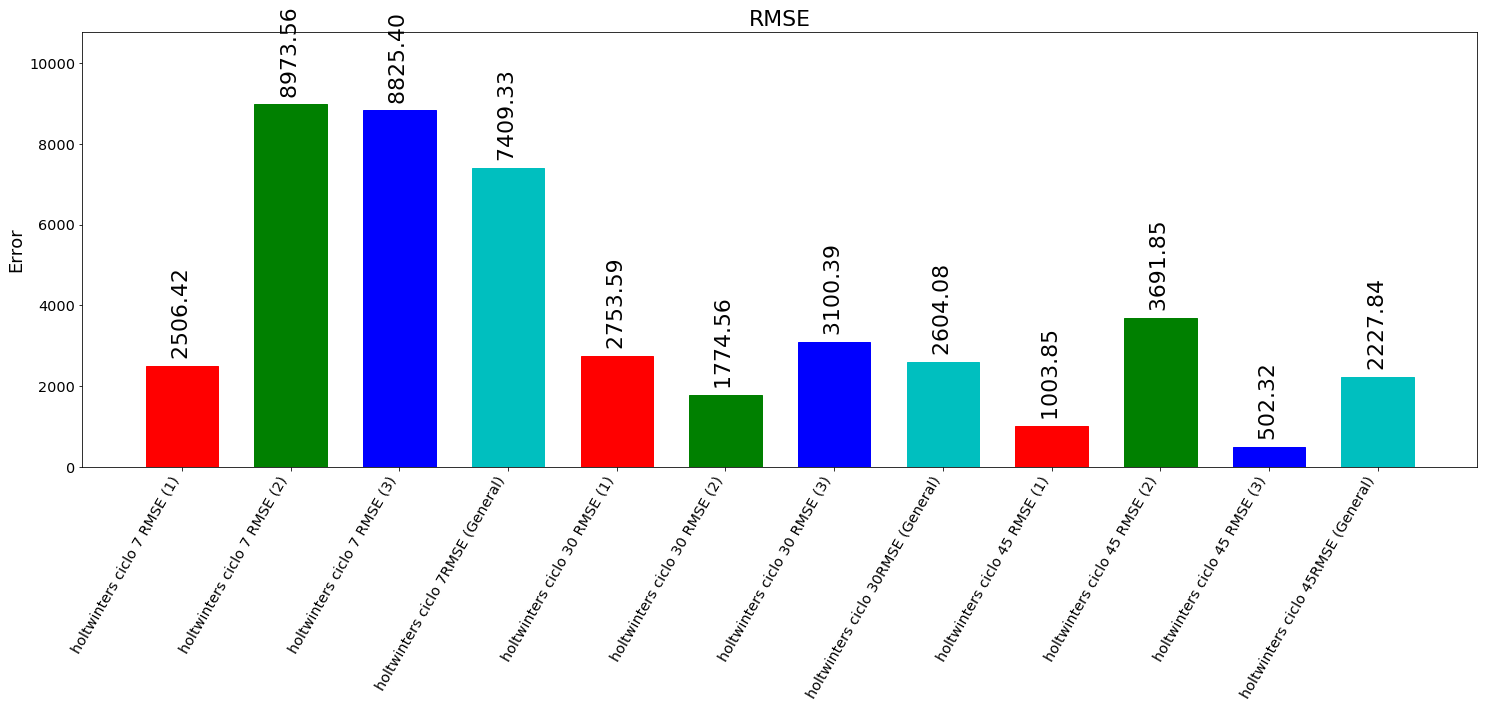 RMSE
Error
10000
8000
6000
4000
2000
0
2506.42
8973.56
8825.40
7409.33
2753.59
1774.56
3100.39
2604.08
1003.85
3691.85
502.32
2227.84
holtwinters ciclo 7 RMSE (1)
holtwinters ciclo 7 RMSE (2)
holtwinters ciclo 7 RMSE (3)
holtwinters ciclo 7RMSE (General)
holtwinters ciclo 30 RMSE (1)
holtwinters ciclo 30 RMSE (2)
holtwinters ciclo 30 RMSE (3)
holtwinters ciclo 30RMSE (General)
holtwinters ciclo 45 RMSE (1)
holtwinters ciclo 45 RMSE (2)
holtwinters ciclo 45 RMSE (3)
holtwinters ciclo 45RMSE (General)